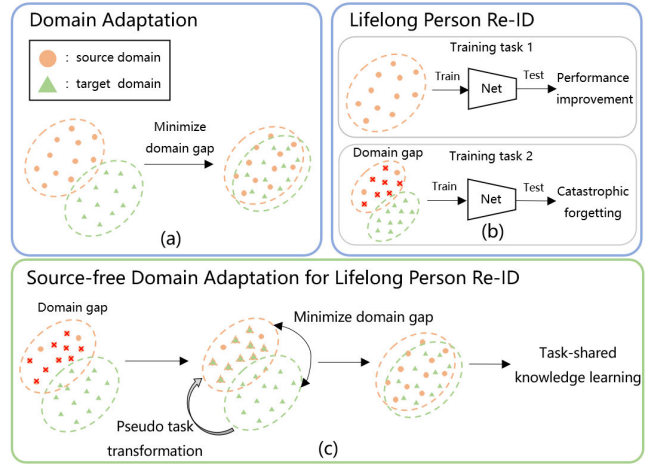 Domain Adaptation
: source domain
: target domain
Minimize
domain gap
(a)
Lifelong Person Re-ID
Training task 1
Train
Net
Test
Performance
improvement
Domain gap
Training task 2
Train
Net
Test
Catastrophic
forgetting
(b)
Source-free Domain Adaptation for Lifelong Person Re-ID
Domain gap
Minimize domain gap
Pseudo task
transformation
Task-shared
knowledge learning
(c)